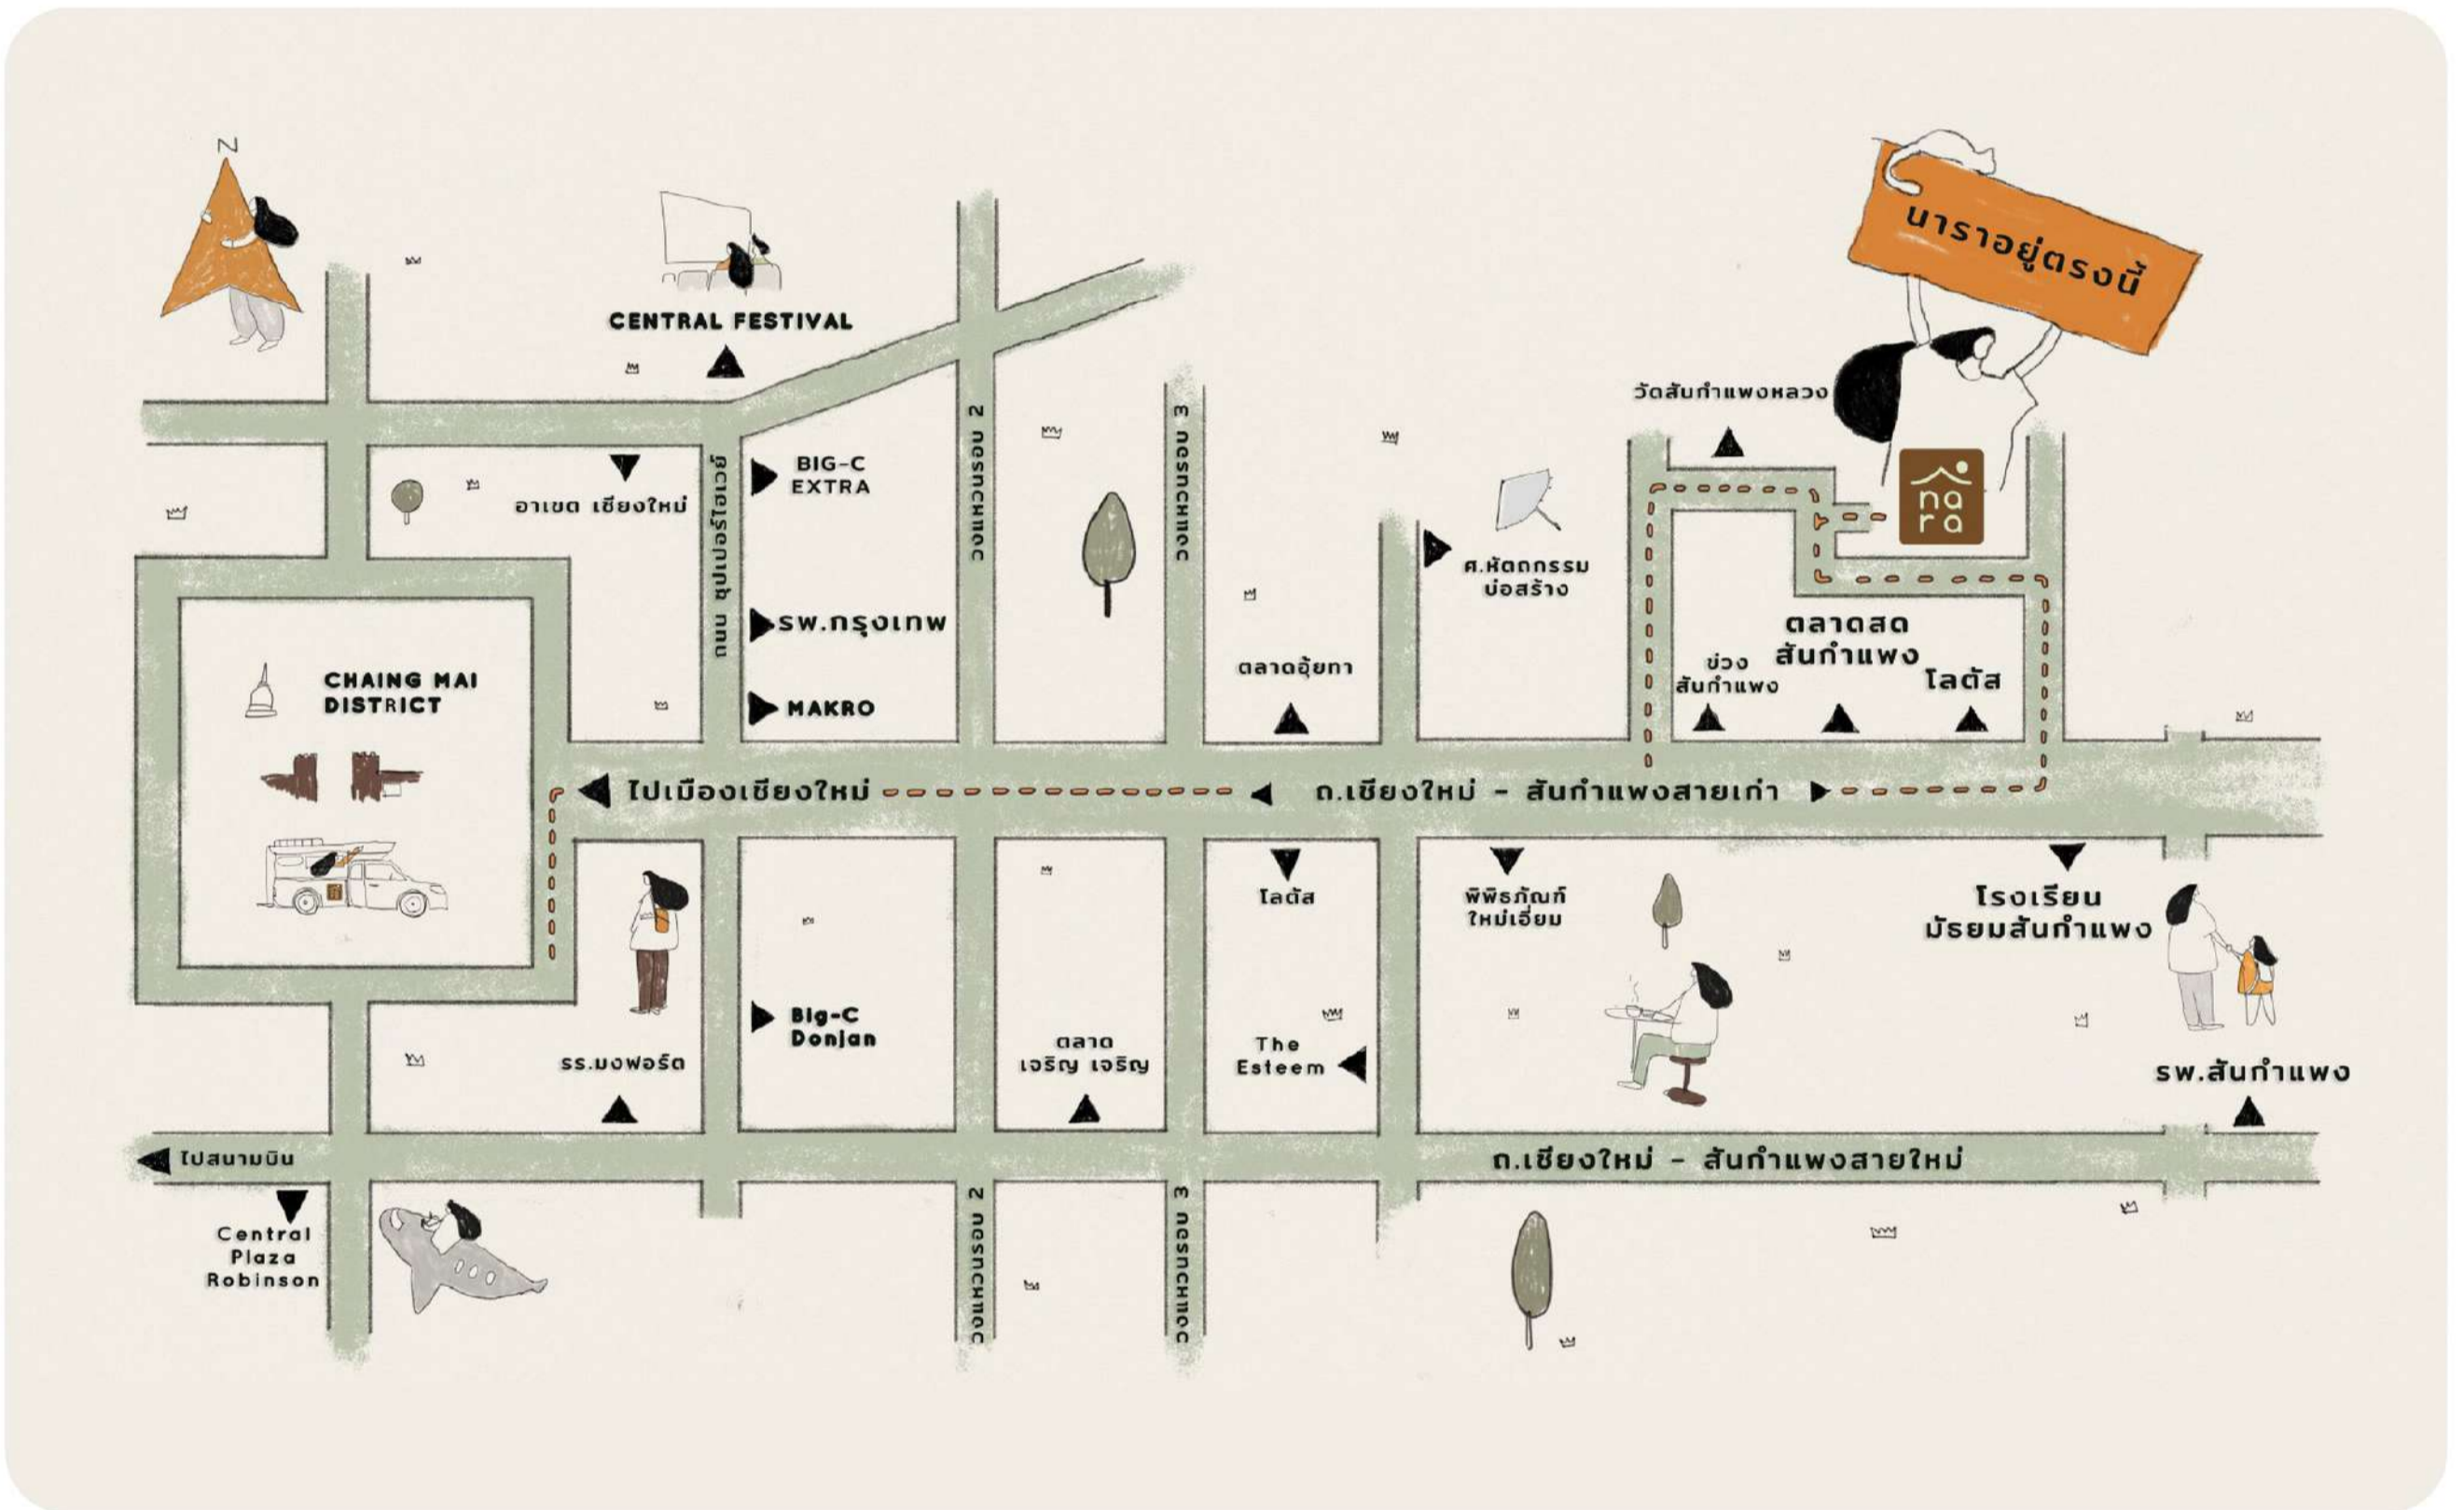 N
นาราอยู่ตรงนี้
CENTRAL FESTIVAL
วัดสันกำแพงหลวง
BIG-C
EXTRA
อาเขต เชียงใหม่
ถนน ซุปเปอร์ไฮเวย์
วงแหวนรอบ 2
วงแหวนรอบ 3
na
ra
ศ.หัตถกรรม
บ่อสร้าง
รพ.กรุงเทพ
ตลาดสด
สันกำแพง
ข่วง
สันกำแพง
โลตัส
ตลาดอุ้ยทา
CHAING MAI
DISTRICT
MAKRO
ไปเมืองเชียงใหม่
ถ.เชียงใหม่ - สันกำแพงสายเก่า
โลตัส
พิพิธภัณฑ์
ใหม่เอี่ยม
โรงเรียน
มัธยมสันกำแพง
Big-C
Donjan
รร.มงฟอร์ต
ตลาด
เจริญ เจริญ
The
Esteem
รพ.สันกำแพง
ไปสนามบิน
ถ.เชียงใหม่ - สันกำแพงสายใหม่
Central
Plaza
Robinson
วงแหวนรอบ 2
วงแหวนรอบ 3